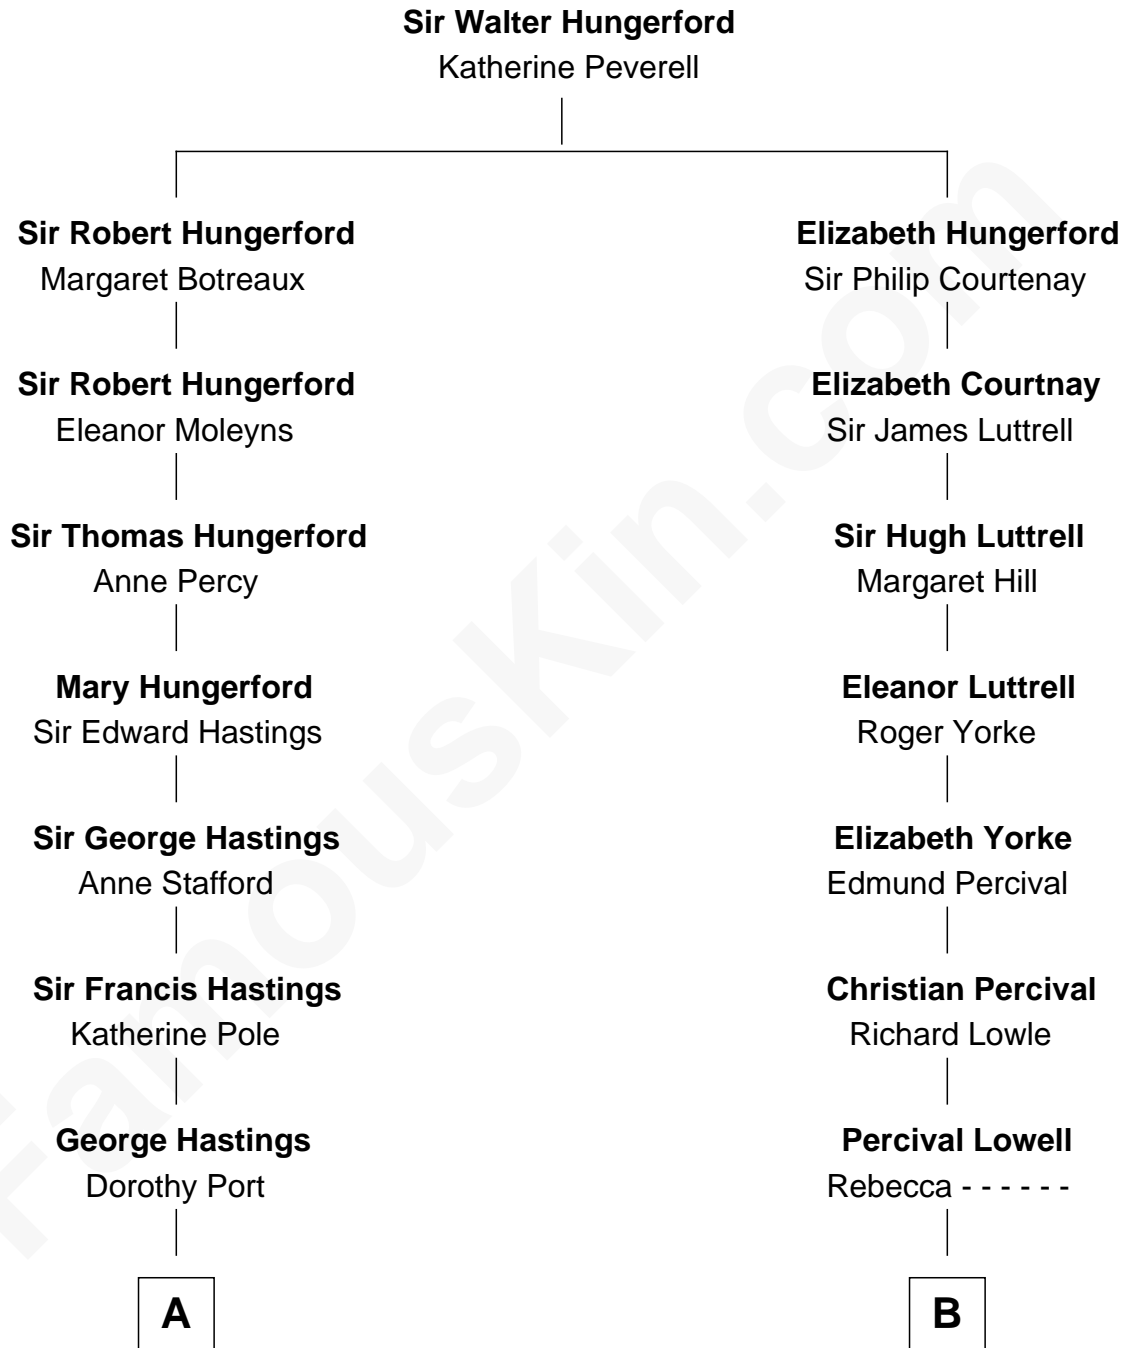 Sir Walter Hungerford
Katherine Peverell
Sir Robert Hungerford
Margaret Botreaux
Elizabeth Hungerford
Sir Philip Courtenay
Sir Robert Hungerford
Eleanor Moleyns
Elizabeth Courtnay
Sir James Luttrell
Sir Thomas Hungerford
Anne Percy
Sir Hugh Luttrell
Margaret Hill
Mary Hungerford
Sir Edward Hastings
Eleanor Luttrell
Roger Yorke
Sir George Hastings
Anne Stafford
Elizabeth Yorke
Edmund Percival
Sir Francis Hastings
Katherine Pole
Christian Percival
Richard Lowle
George Hastings
Dorothy Port
Percival Lowell
Rebecca - - - - - -
A
B
FamousKin.com